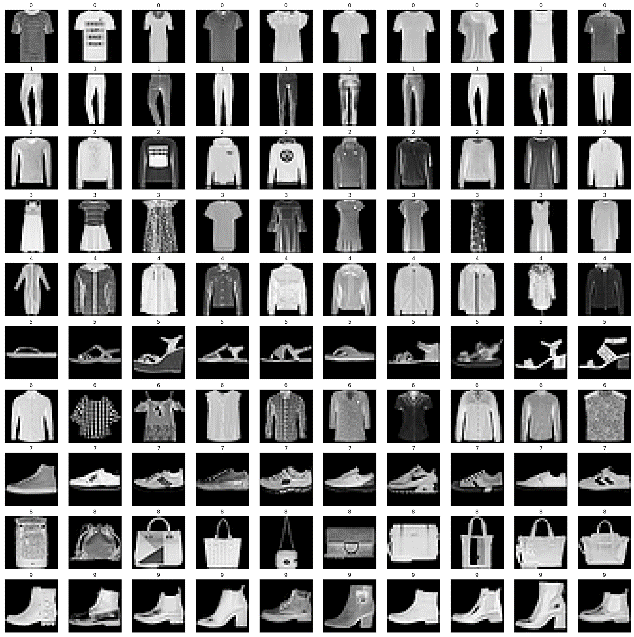 0 0 0 0 0 0 0 0 0 0
1 1 1 1 1 1 1 1 1 1
2 2 2 2 2 2 2 2 2 2
3 3 3 3 3 3 3 3 3 3
4 4 4 4 4 4 4 4 4 4
5 5 5 5 5 5 5 5 5 5
6 6 6 6 6 6 6 6 6 6
7 7 7 7 7 7 7 7 7 7
8 8 8 8 8 8 8 8 8 8
9 9 9 9 9 9 9 9 9 9